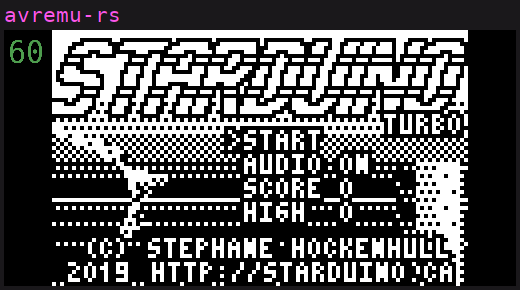 avremu-rs
60
STARDUINO
TURBO
START
AUDIO ON
SCORE 0
HIGH 0
(C) STEPHANE HOCKENHULL
2019 HTTP://STARDUINO.CA